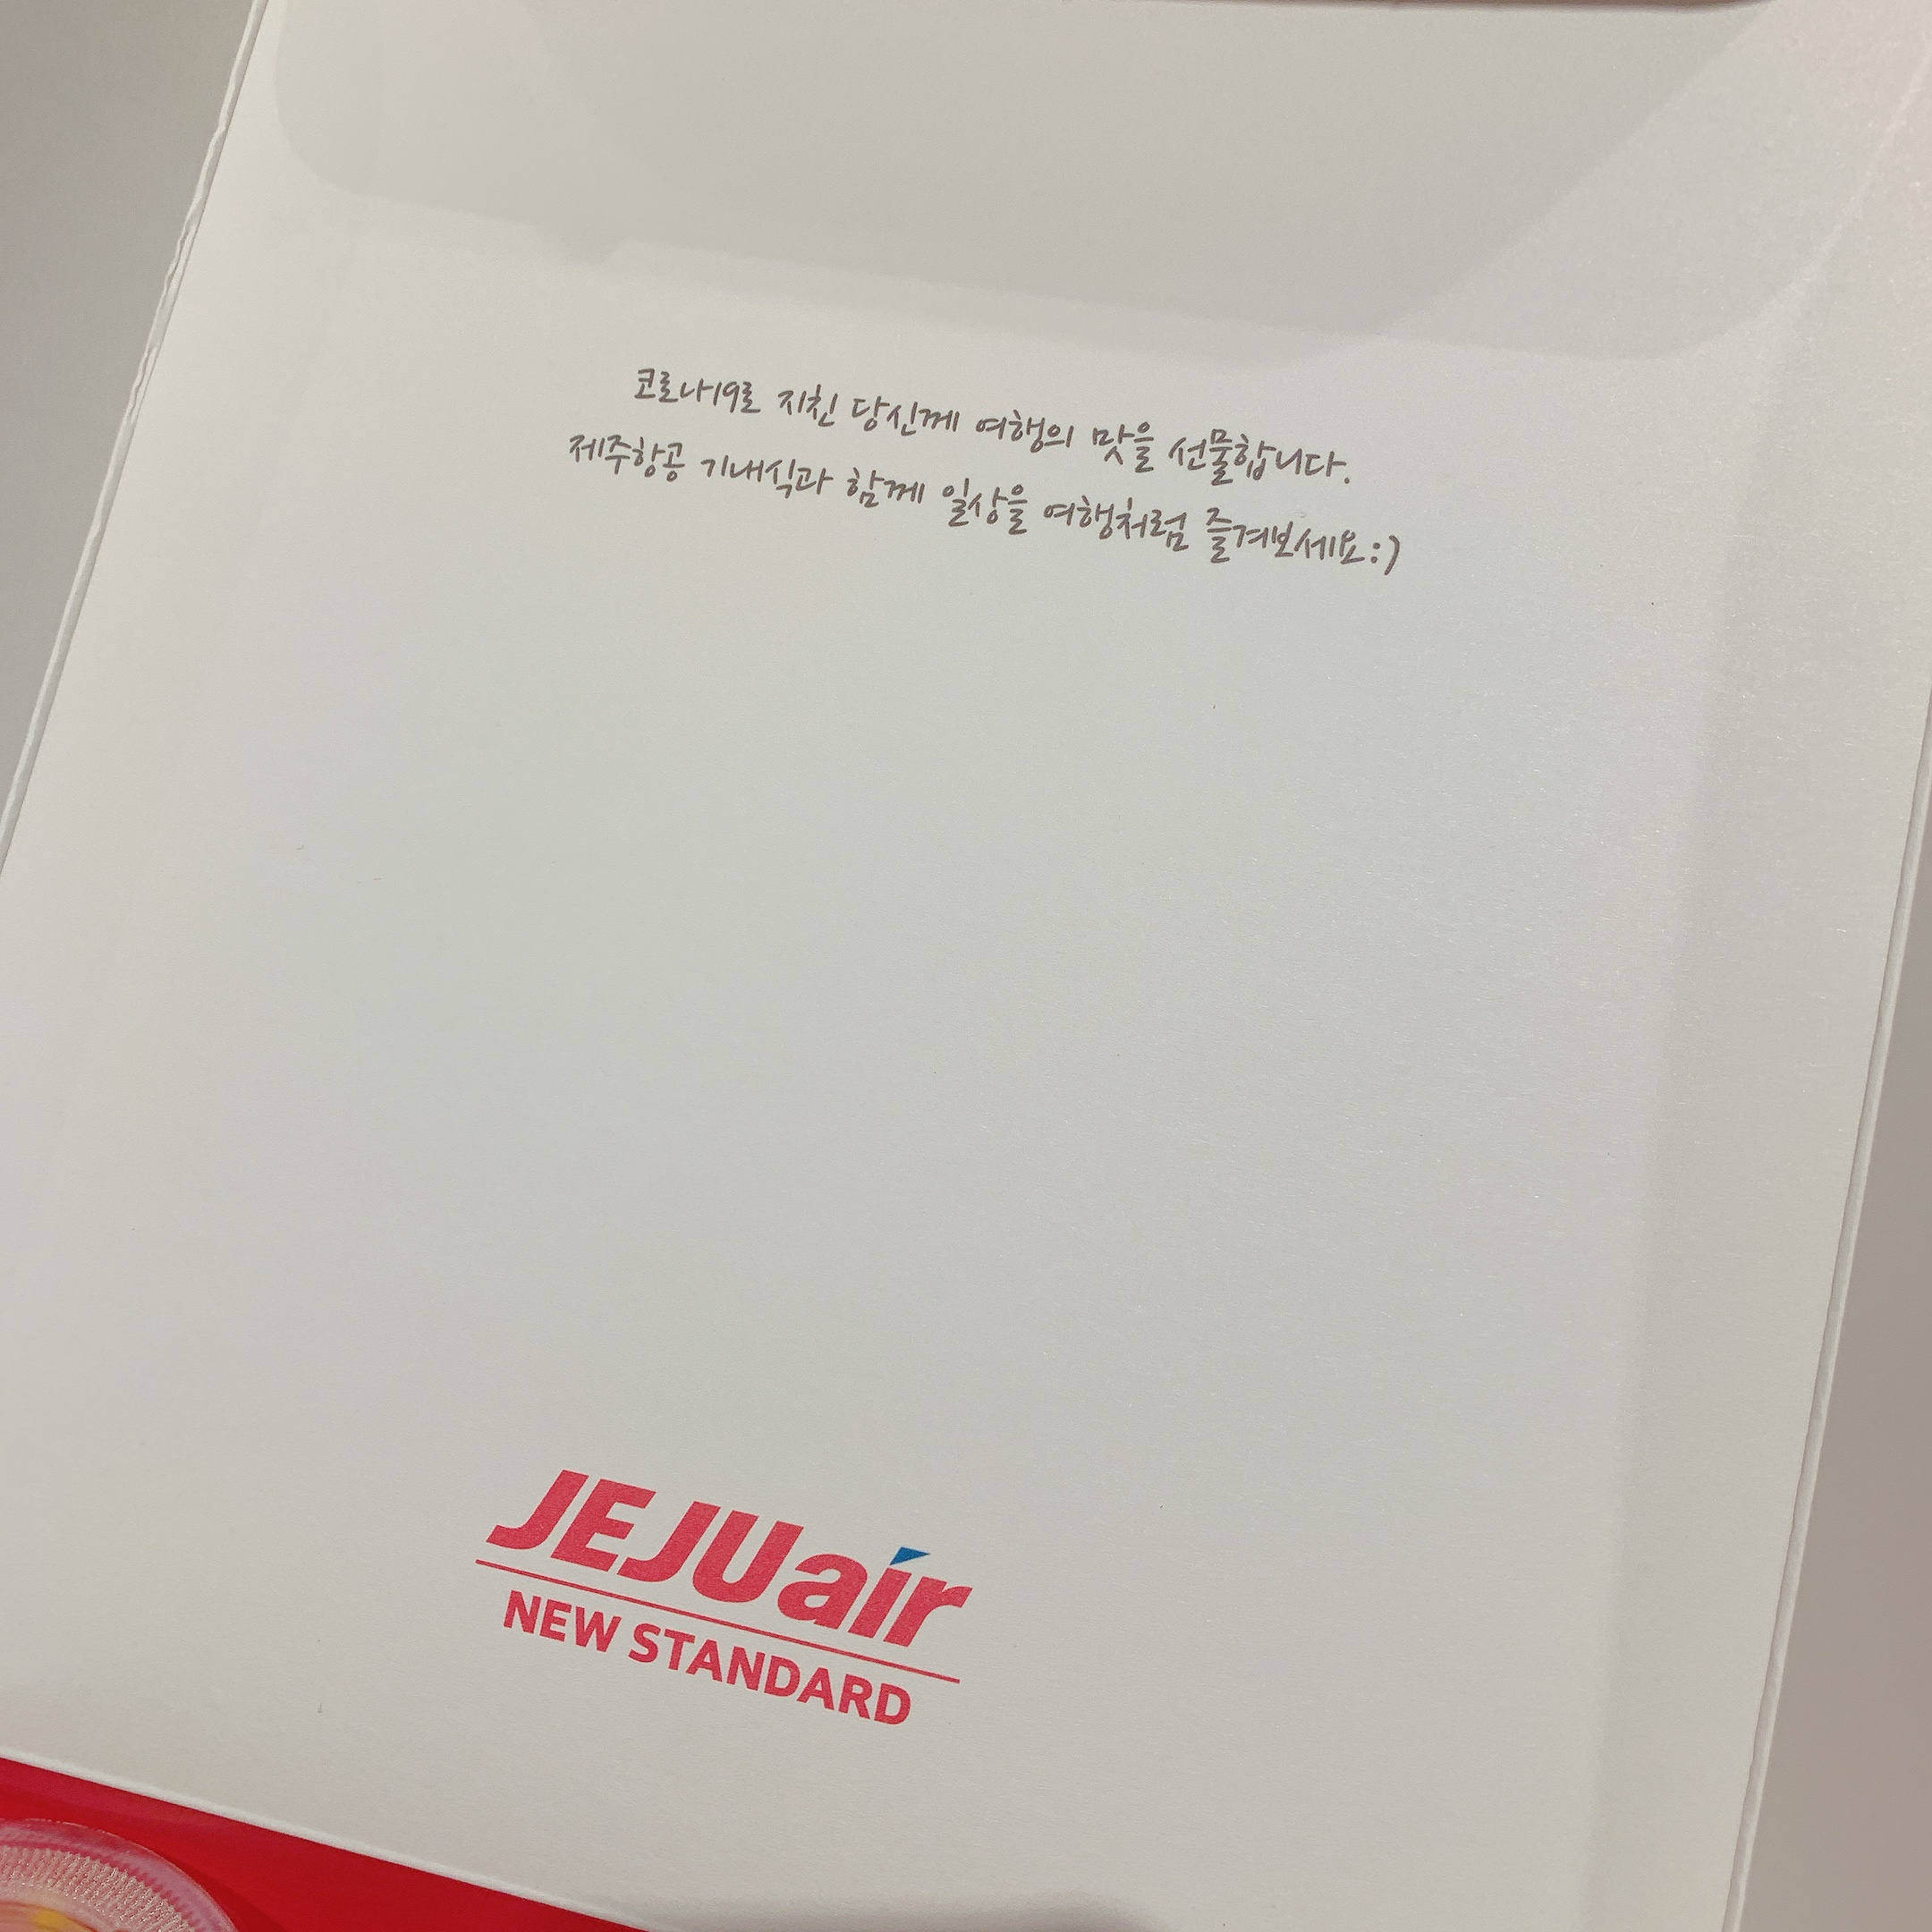 코로나19로 지친 당신께 여행의 맛을 선물합니다.
제주항공 기내식과 함께 일상을 여행처럼 즐겨보세요:)
JEJUair
NEW STANDARD